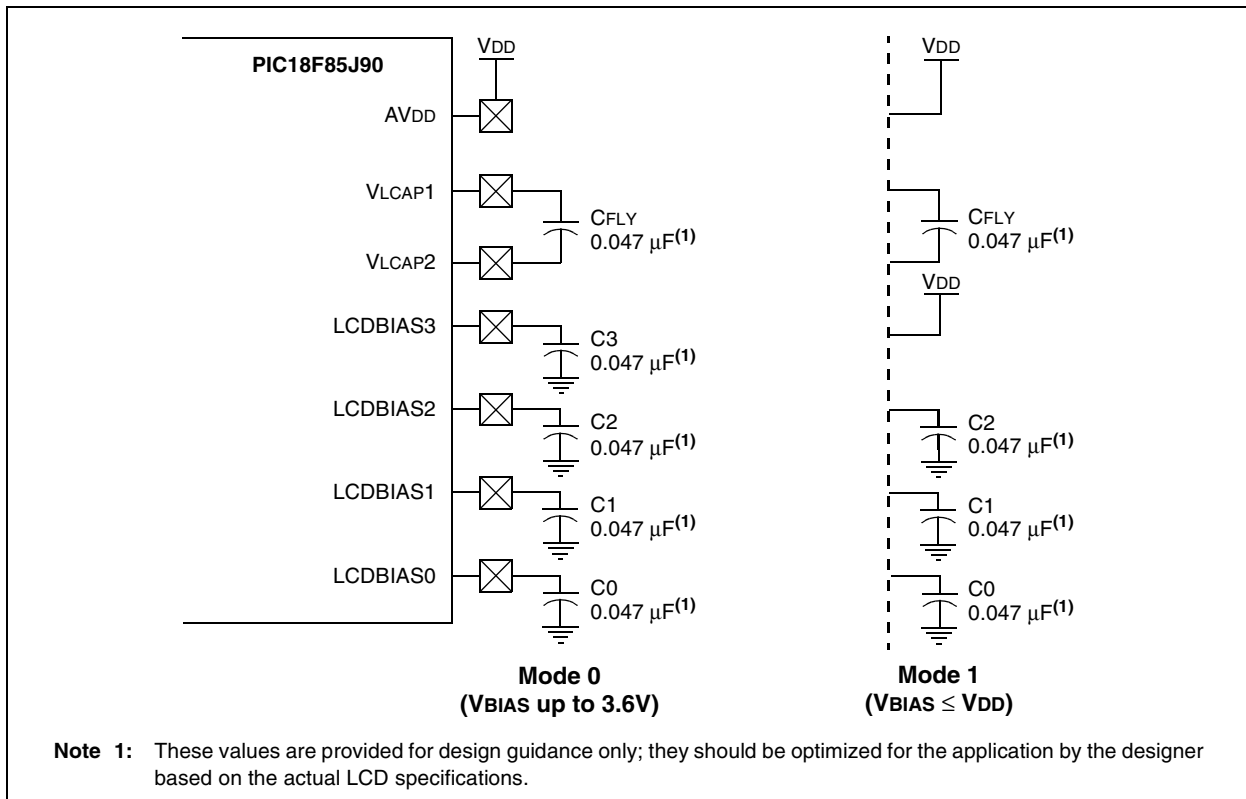 PIC18F85J90
VDD
AVDD
VLCAP1
CFLY
0.047 μF(1)
VLCAP2
LCDBIAS3
C3
0.047 μF(1)
LCDBIAS2
C2
0.047 μF(1)
LCDBIAS1
C1
0.047 μF(1)
LCDBIAS0
C0
0.047 μF(1)
Mode 0
(VBIAS up to 3.6V)
VDD
CFLY
0.047 μF(1)
VDD
C2
0.047 μF(1)
C1
0.047 μF(1)
C0
0.047 μF(1)
Mode 1
(VBIAS ≤ VDD)
Note 1: These values are provided for design guidance only; they should be optimized for the application by the designer
based on the actual LCD specifications.